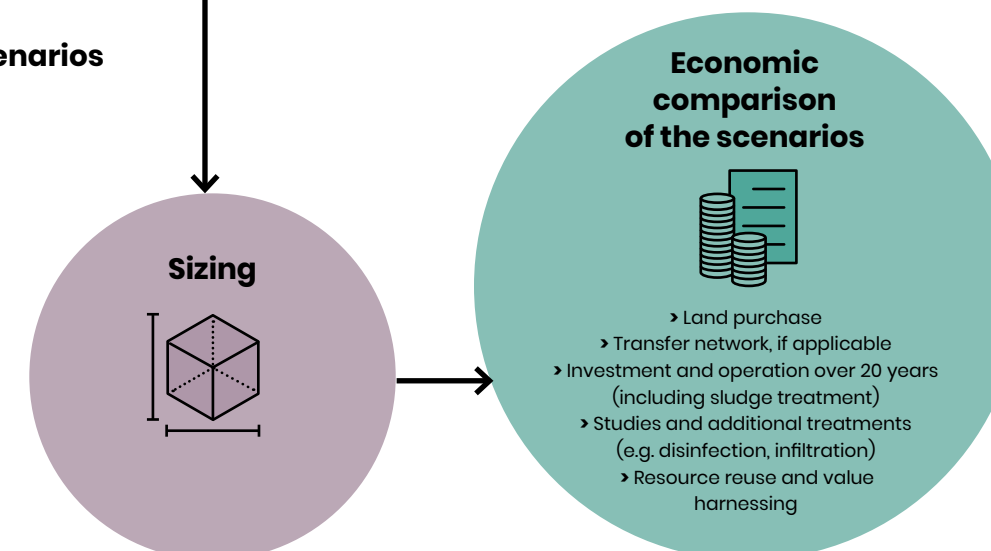 enarios
Economic
comparison
of the scenarios
Sizing
> Land purchase
> Transfer network, if applicable
> Investment and operation over 20 years
(including sludge treatment)
> Studies and additional treatments
(e.g. disinfection, infiltration)
> Resource reuse and value
harnessing